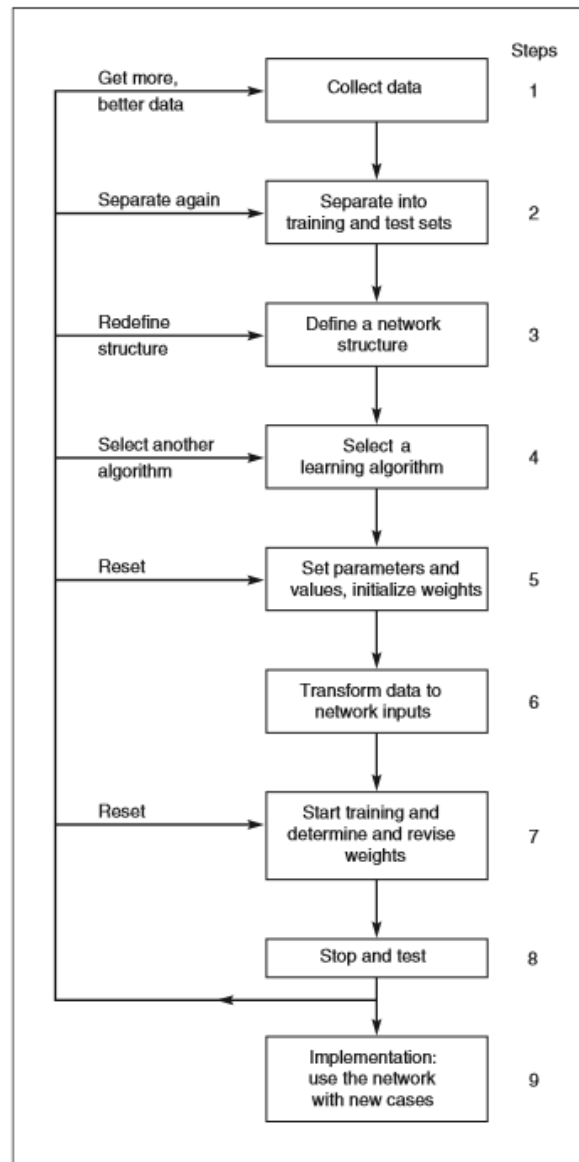 Steps
Get more,
better data
Collect data
1
Separate again
Separate into
training and test sets
2
Redefine
structure
Define a network
structure
3
Select another
algorithm
Select a
learning algorithm
4
Reset
Set parameters and
values, initialize weights
5
Transform data to
network inputs
6
Reset
Start training and
determine and revise
weights
7
Stop and test
8
Implementation:
use the network
with new cases
9